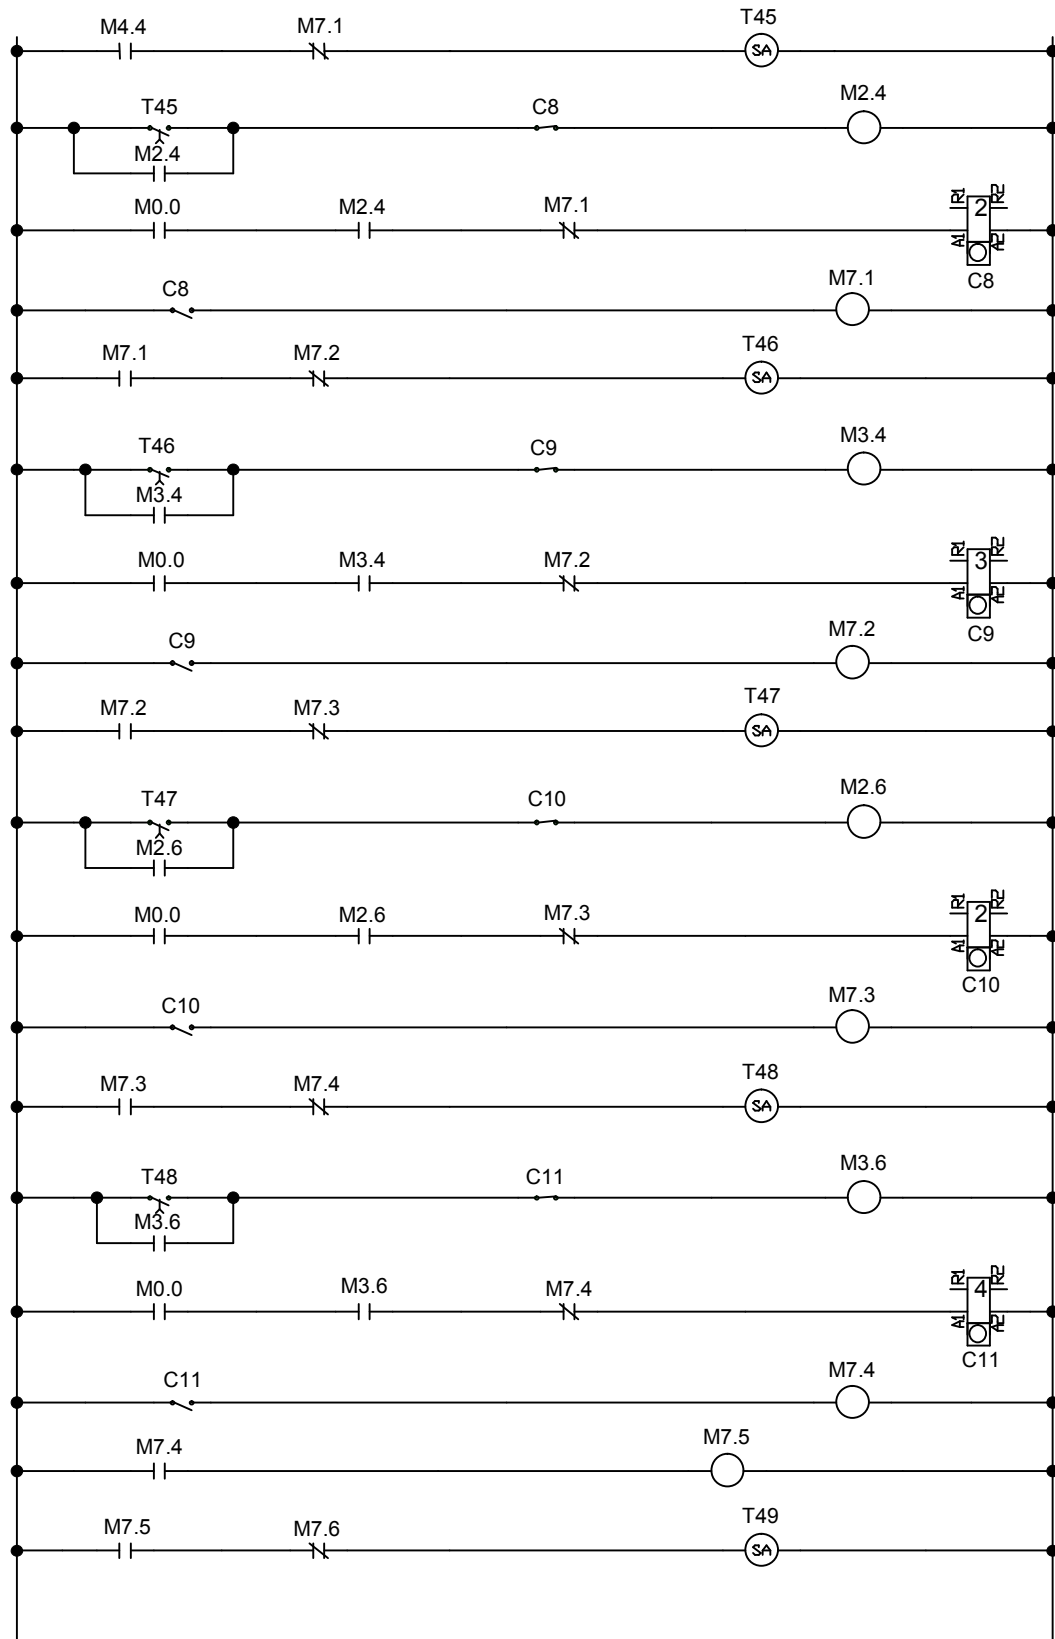 M4.4 M7.1 T45
SA
T45 C8 M2.4
M2.4
M0.0 M2.4 M7.1 R1 2 R2
A1 A2
C8
C8 M7.1
M7.1 M7.2 T46
SA
T46 C9 M3.4
M3.4
M0.0 M3.4 M7.2 R1 3 R2
A1 A2
C9
C9 M7.2
M7.2 M7.3 T47
SA
T47 C10 M2.6
M2.6
M0.0 M2.6 M7.3 R1 2 R2
A1 A2
C10
C10 M7.3
M7.3 M7.4 T48
SA
T48 C11 M3.6
M3.6
M0.0 M3.6 M7.4 R1 4 R2
A1 A2
C11
C11 M7.4
M7.4 M7.5
M7.5 M7.6 T49
SA